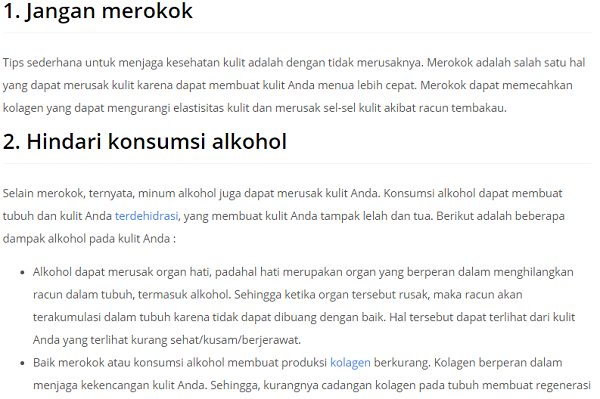 1. Jangan merokok
Tips sederhana untuk menjaga kesehatan kulit adalah dengan tidak merusaknya. Merokok adalah salah satu hal
yang dapat merusak kulit karena dapat membuat kulit Anda menua lebih cepat. Merokok dapat memecahkan
kolagen yang dapat mengurangi elastisitas kulit dan merusak sel-sel kulit akibat racun tembakau.
2. Hindari konsumsi alkohol
Selain merokok, ternyata, minum alkohol juga dapat merusak kulit Anda. Konsumsi alkohol dapat membuat
tubuh dan kulit Anda terdehidrasi, yang membuat kulit Anda tampak lelah dan tua. Berikut adalah beberapa
dampak alkohol pada kulit Anda :
• Alkohol dapat merusak organ hati, padahal hati merupakan organ yang berperan dalam menghilangkan
racun dalam tubuh, termasuk alkohol. Sehingga ketika organ tersebut rusak, maka racun akan
terakumulasi dalam tubuh karena tidak dapat dibuang dengan baik. Hal tersebut dapat terlihat dari kulit
Anda yang terlihat kurang sehat/kusam/berjerawat.
• Baik merokok atau konsumsi alkohol membuat produksi kolagen berkurang. Kolagen berperan dalam
menjaga kekencangan kulit Anda. Sehingga, kurangnya cadangan kolagen pada tubuh membuat regenerasi